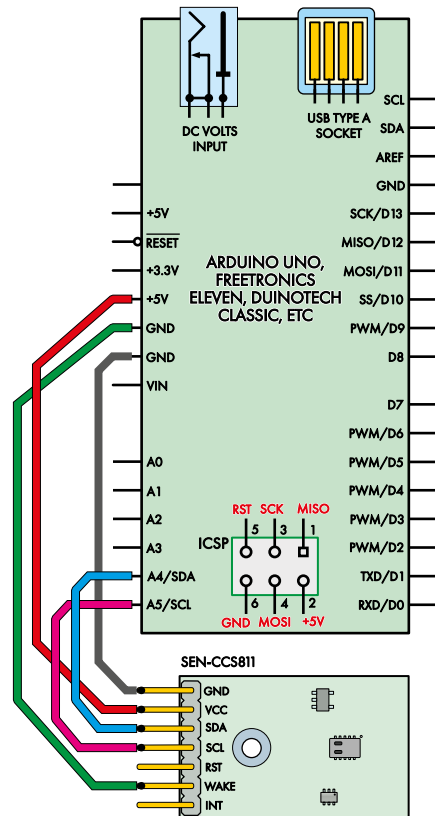 DC VOLTS
INPUT
USB TYPE A
SOCKET
SCL
SDA
AREF
GND
SCK/D13
MISO/D12
MOSI/D11
SS/D10
PWM/D9
D8
D7
PWM/D6
PWM/D5
PWM/D4
PWM/D3
PWM/D2
TXD/D1
RXD/D0
+5V
RESET
+3.3V
+5V
GND
GND
VIN
A0
A1
A2
A3
A4/SDA
A5/SCL
ARDUINO UNO,
FREETRONICS
ELEVEN, DUINOTECH
CLASSIC, ETC
RST SCK MISO
5 3 1
ICSP
6 4 2
GND MOSI +5V
SEN-CCS811
GND
VCC
SDA
SCL
RST
WAKE
INT